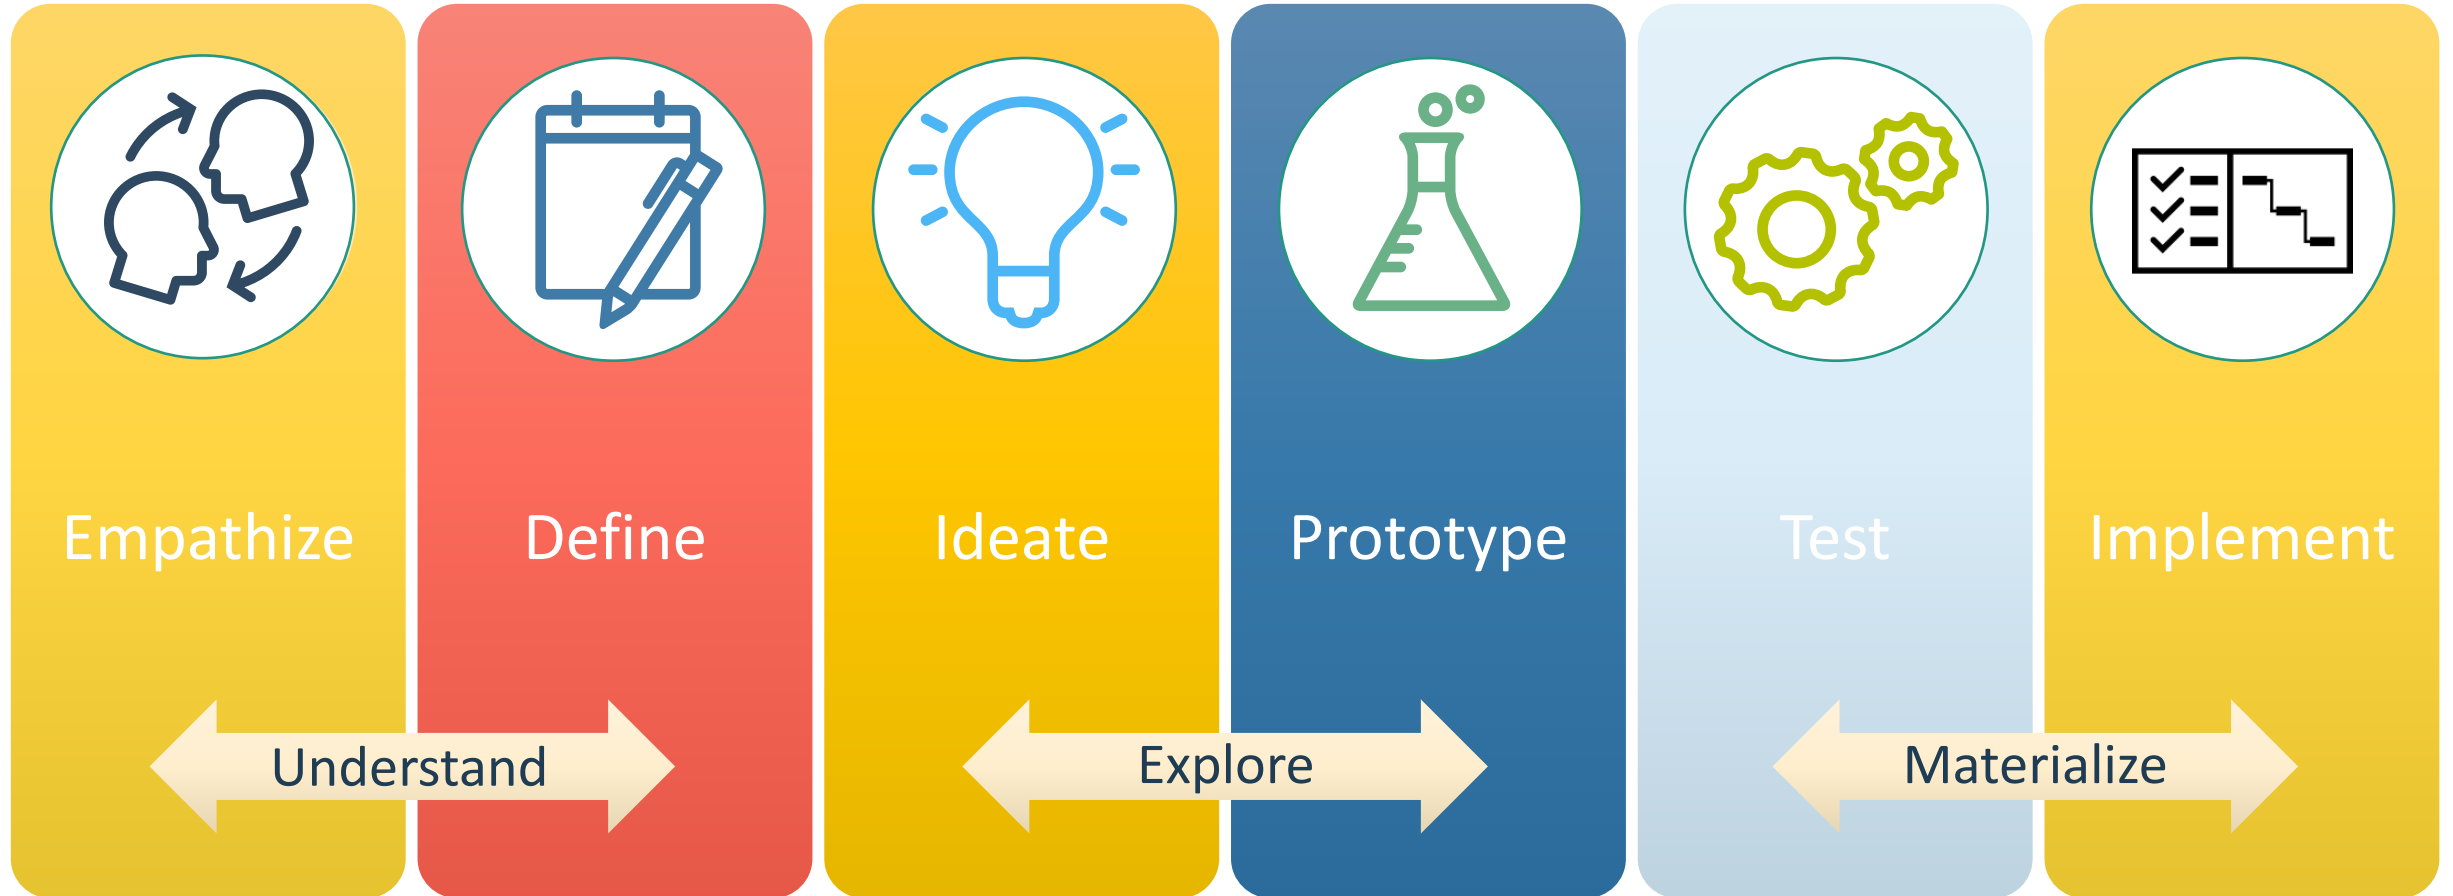 Empathize
Define
Ideate
Prototype
Test
Implement
Understand
Explore
Materialize